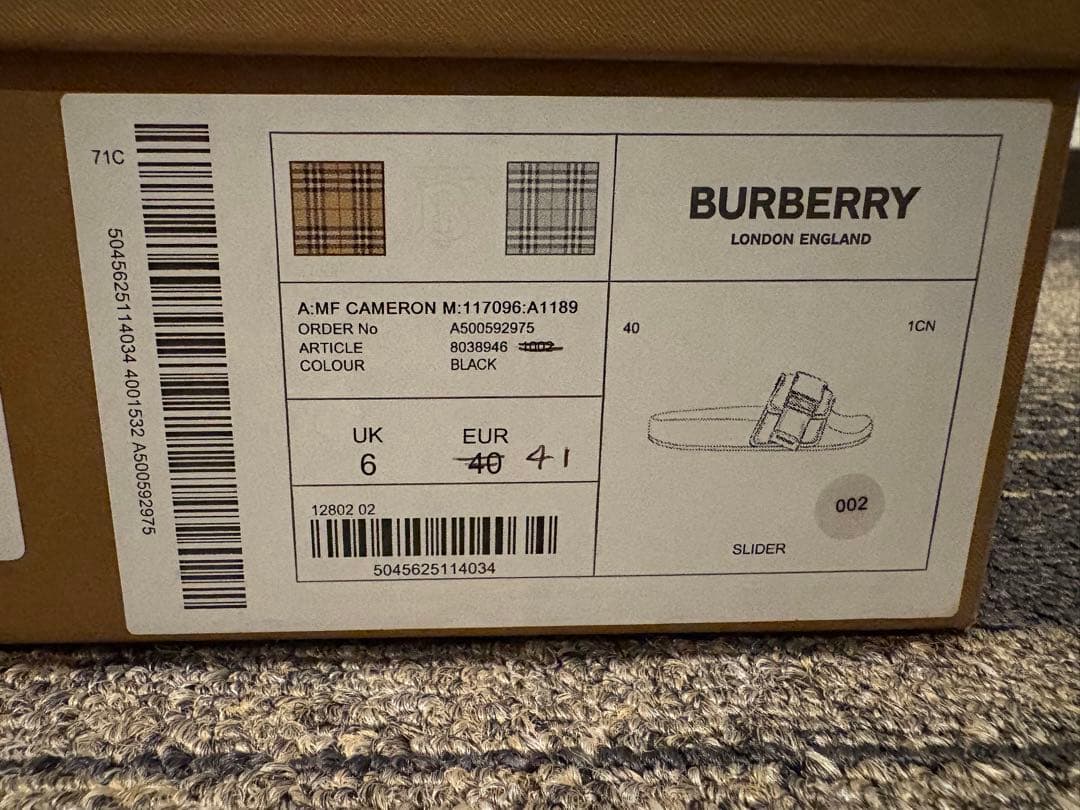 71C
5045625114034 4001532 A500592975
BURBERRY
LONDON ENGLAND
A:MF CAMERON M:117096:A1189
ORDER No A500592975
ARTICLE 8038946 1002
COLOUR BLACK
40 1CN
UK EUR
6 40 41
002
12802 02
5045625114034
SLIDER